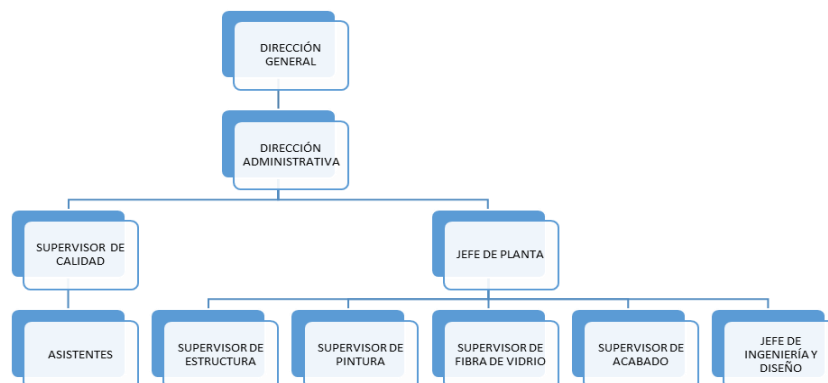 DIRECCIÓN
GENERAL
DIRECCIÓN
ADMINISTRATIVA
SUPERVISOR DE
CALIDAD
JEFE DE PLANTA
ASISTENTES
SUPERVISOR DE
ESTRUCTURA
SUPERVISOR DE
PINTURA
SUPERVISOR DE
FIBRA DE VIDRIO
SUPERVISOR DE
ACABADO
JEFE DE
INGENIERÍA Y
DISEÑO